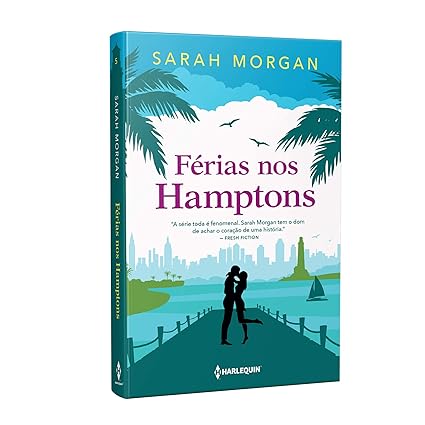 SARAH MORGAN
Férias nos
Hamptons
"A série toda é fenomenal. Sarah Morgan tem o dom
de achar o coração de uma história."
— FRESH FICTION
HARLEQUIN
5
SARAH MORGAN
Férias nos Hamptons
HARLEQUIN